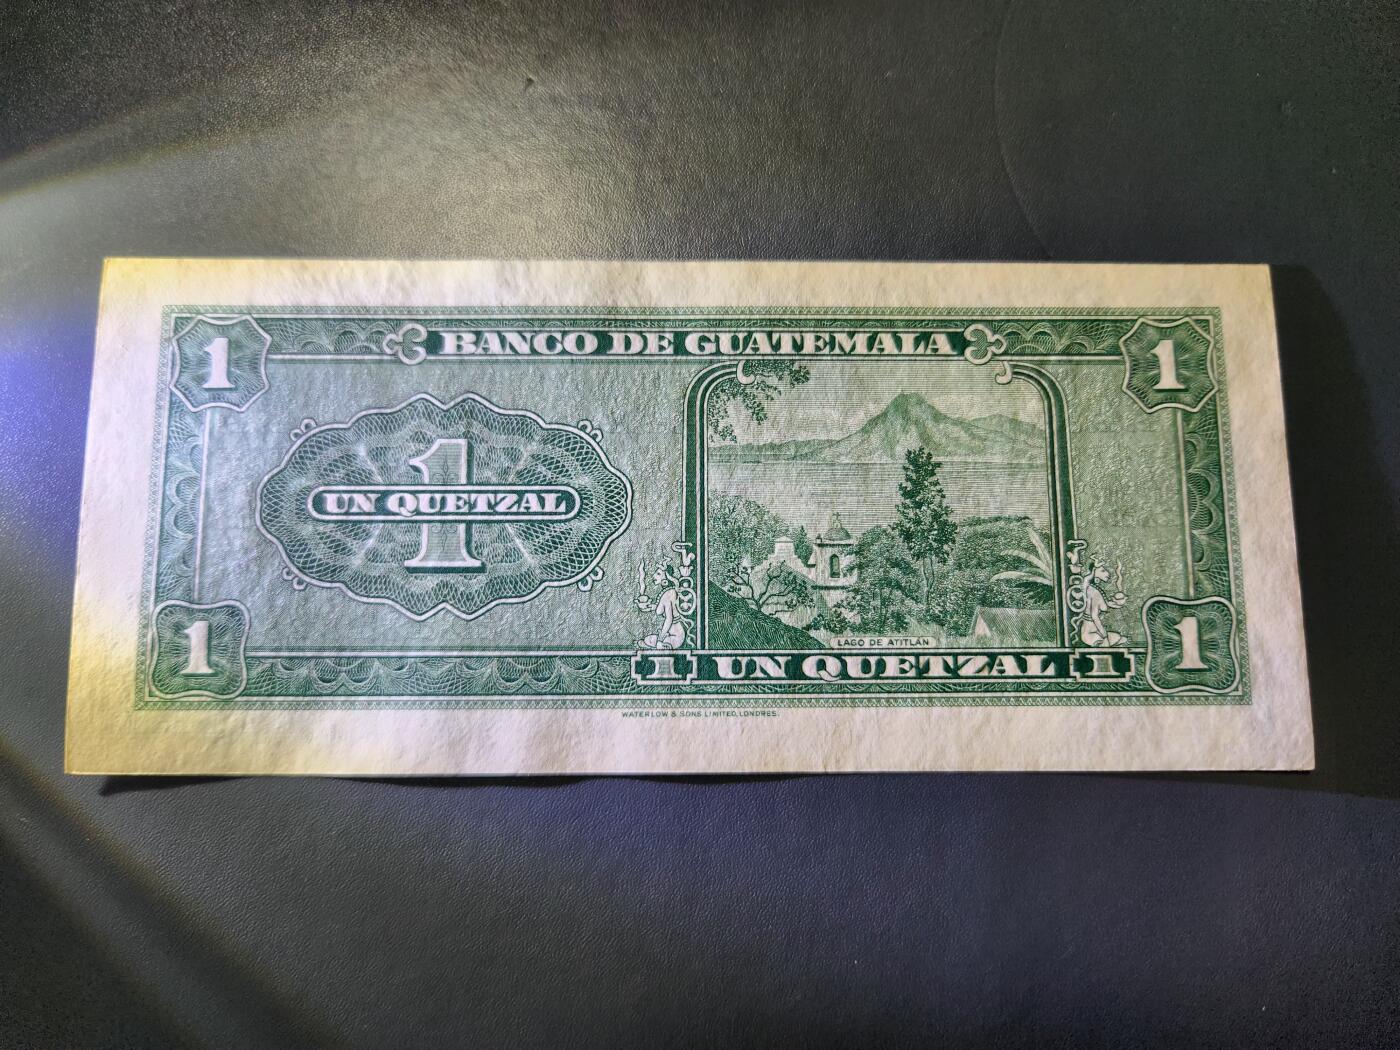 1 BANCO DE GUATEMALA 1
1
UN QUETZAL
LAGO DE ATITLÁN
1 1 UN QUETZAL 1 1
WATERLOW & SONS LIMITED, LONDRES.